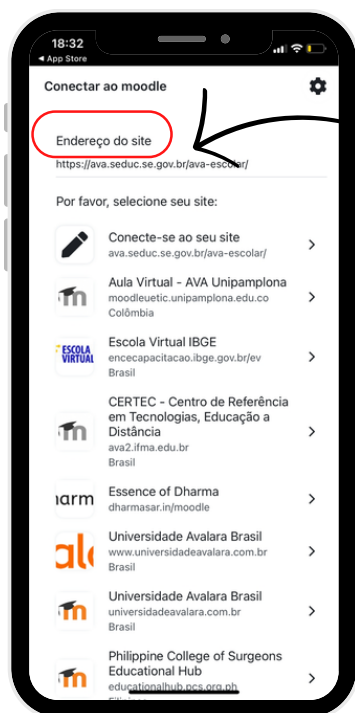 18:32
◀ App Store
Conectar ao moodle
Endereço do site
https://ava.seduc.se.gov.br/ava-escolar/
Por favor, selecione seu site:
Conecte-se ao seu site
ava.seduc.se.gov.br/ava-escolar/
Aula Virtual - AVA Unipamplona
moodleuetic.unipamplona.edu.co
Colômbia
ESCOLA
VIRTUAL
Escola Virtual IBGE
encecapacitacao.ibge.gov.br/ev
Brasil
CERTEC - Centro de Referência
em Tecnologias, Educação a
Distância
ava2.ifma.edu.br
Brasil
harm
Essence of Dharma
dharmasar.in/moodle
Universidade Avalara Brasil
www.universidadeavalara.com.br
Brasil
Universidade Avalara Brasil
universidadeavalara.com.br
Brasil
Philippine College of Surgeons
Educational Hub
educationalhub.pcs.org.ph